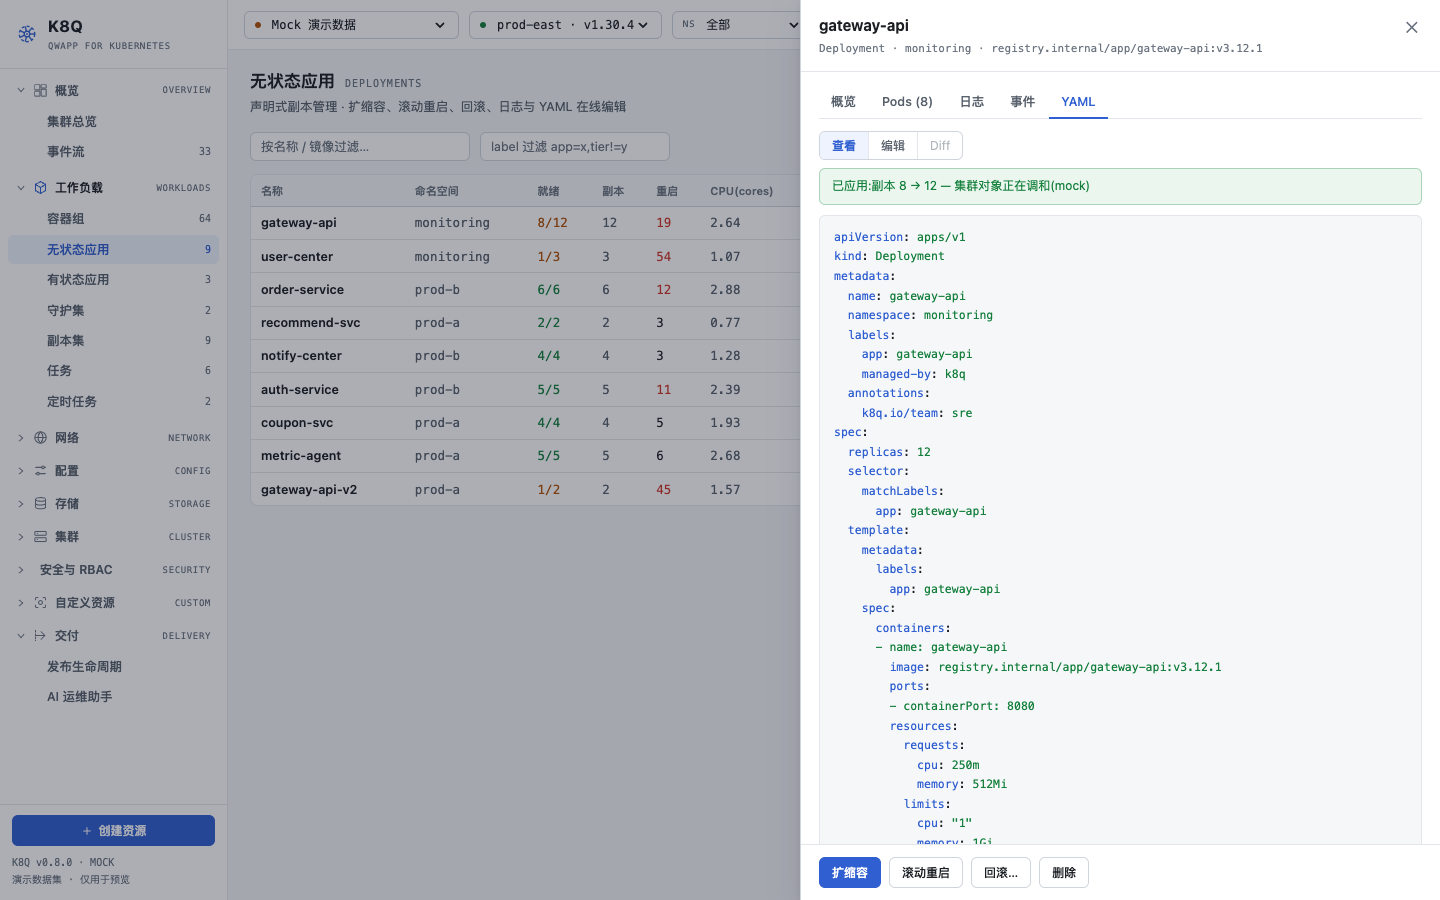 K8Q
QWAPP FOR KUBERNETES
概览 OVERVIEW
集群总览
事件流 33
工作负载 WORKLOADS
容器组 64
无状态应用 9
有状态应用 3
守护集 2
副本集 9
任务 6
定时任务 2
网络 NETWORK
配置 CONFIG
存储 STORAGE
集群 CLUSTER
安全与 RBAC SECURITY
自定义资源 CUSTOM
交付 DELIVERY
发布生命周期
AI 运维助手
+ 创建资源
K8Q v0.8.0 · MOCK
演示数据集 · 仅用于预览
Mock 演示数据
prod-east · v1.30.4
NS 全部
无状态应用 DEPLOYMENTS
声明式副本管理 · 扩缩容、滚动重启、回滚、日志与 YAML 在线编辑
按名称 / 镜像过滤...
label 过滤 app=x,tier!=y
名称 命名空间 就绪 副本 重启 CPU(cores)
gateway-api monitoring 8/12 12 19 2.64
user-center monitoring 1/3 3 54 1.07
order-service prod-b 6/6 6 12 2.88
recommend-svc prod-a 2/2 2 3 0.77
notify-center prod-b 4/4 4 3 1.28
auth-service prod-b 5/5 5 11 2.39
coupon-svc prod-a 4/4 4 5 1.93
metric-agent prod-a 5/5 5 6 2.68
gateway-api-v2 prod-a 1/2 2 45 1.57
gateway-api
Deployment · monitoring · registry.internal/app/gateway-api:v3.12.1
概览 Pods (8) 日志 事件 YAML
查看 编辑 Diff
已应用:副本 8 → 12 — 集群对象正在调和(mock)
apiVersion: apps/v1
kind: Deployment
metadata:
  name: gateway-api
  namespace: monitoring
  labels:
    app: gateway-api
    managed-by: k8q
  annotations:
    k8q.io/team: sre
spec:
  replicas: 12
  selector:
    matchLabels:
      app: gateway-api
  template:
    metadata:
      labels:
        app: gateway-api
    spec:
      containers:
      - name: gateway-api
        image: registry.internal/app/gateway-api:v3.12.1
        ports:
        - containerPort: 8080
        resources:
          requests:
            cpu: 250m
            memory: 512Mi
          limits:
            cpu: "1"
            memory: 1Gi
扩缩容 滚动重启 回滚... 删除